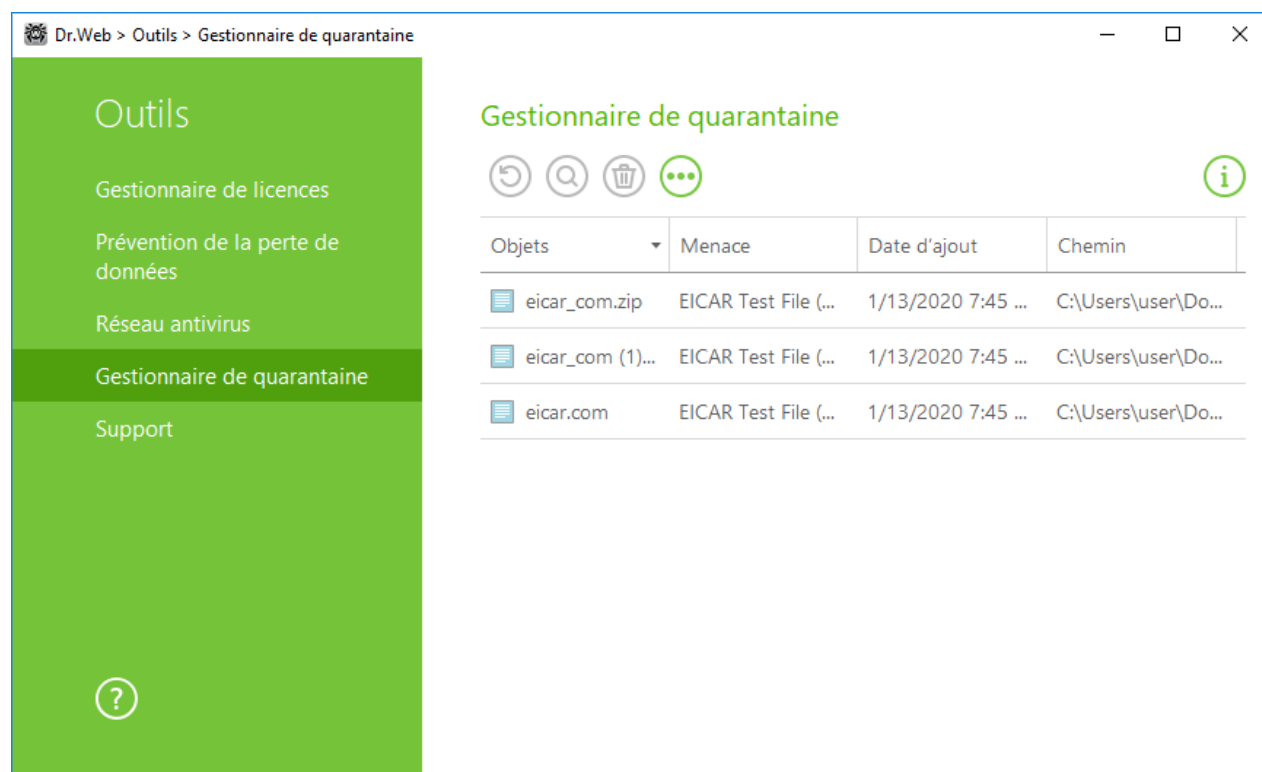 Dr.Web > Outils > Gestionnaire de quarantaine
Outils
Gestionnaire de licences
Prévention de la perte de
données
Réseau antivirus
Gestionnaire de quarantaine
Support
?
Gestionnaire de quarantaine
i
Objets Menace Date d'ajout Chemin
eicar_com.zip EICAR Test File (... 1/13/2020 7:45 ... C:\Users\user\Do...
eicar_com (1)... EICAR Test File (... 1/13/2020 7:45 ... C:\Users\user\Do...
eicar.com EICAR Test File (... 1/13/2020 7:45 ... C:\Users\user\Do...